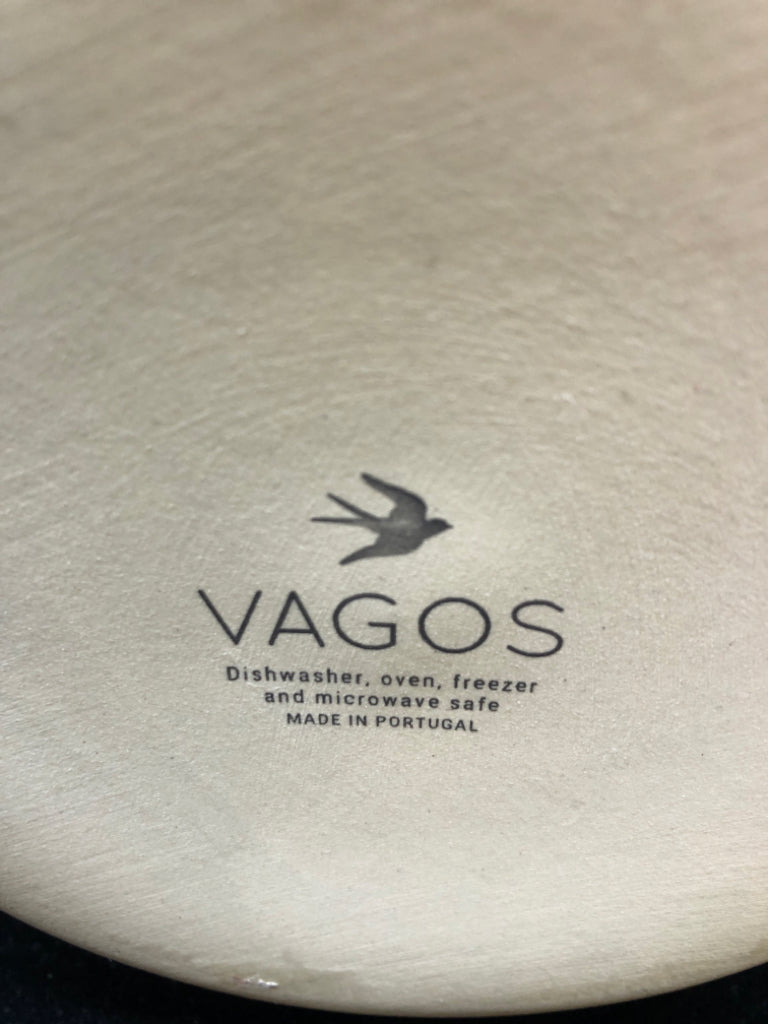 VAGOS
Dishwasher, oven, freezer
and microwave safe
MADE IN PORTUGAL